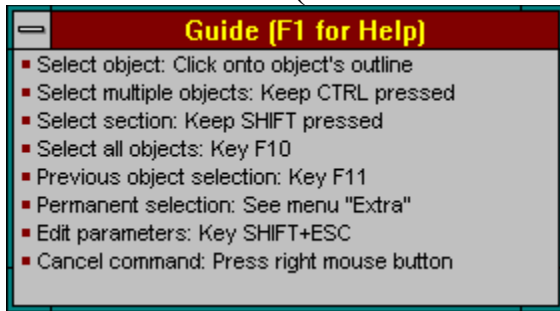 Guide (F1 for Help)
Select object: Click onto object's outline
Select multiple objects: Keep CTRL pressed
Select section: Keep SHIFT pressed
Select all objects: Key F10
Previous object selection: Key F11
Permanent selection: See menu "Extra"
Edit parameters: Key SHIFT+ESC
Cancel command: Press right mouse button